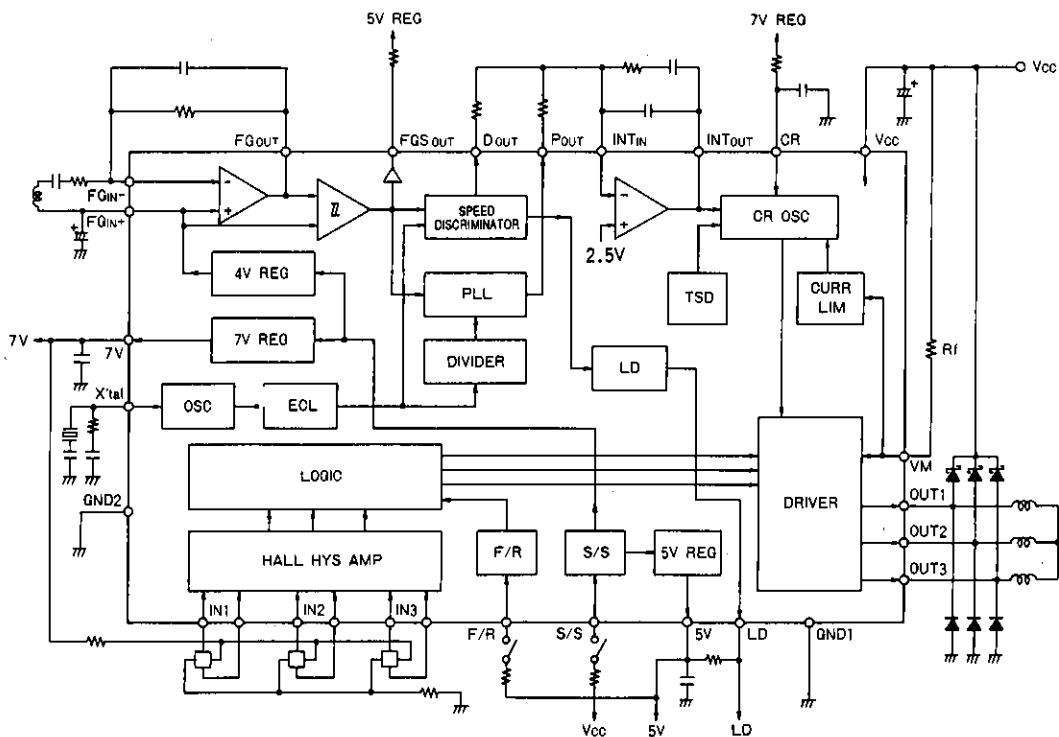 5V REG
7V REG
Vcc
FGOUT
FGSOUT
DOUT
POUT
INTIN
INTOUT
CR
Vcc
FGIN-
FGIN+
-
+
SPEED
DISCRIMINATOR
-
+
2.5V
CR OSC
4V REG
PLL
TSD
CURR
LIM
7V
7V
7V REG
DIVIDER
LD
Rf
X'tal
OSC
ECL
VM
LOGIC
DRIVER
OUT1
GND2
OUT2
HALL HYS AMP
F/R
S/S
5V REG
OUT3
IN1
IN2
IN3
F/R
S/S
5V
LD
GND1
Vcc
5V
LD